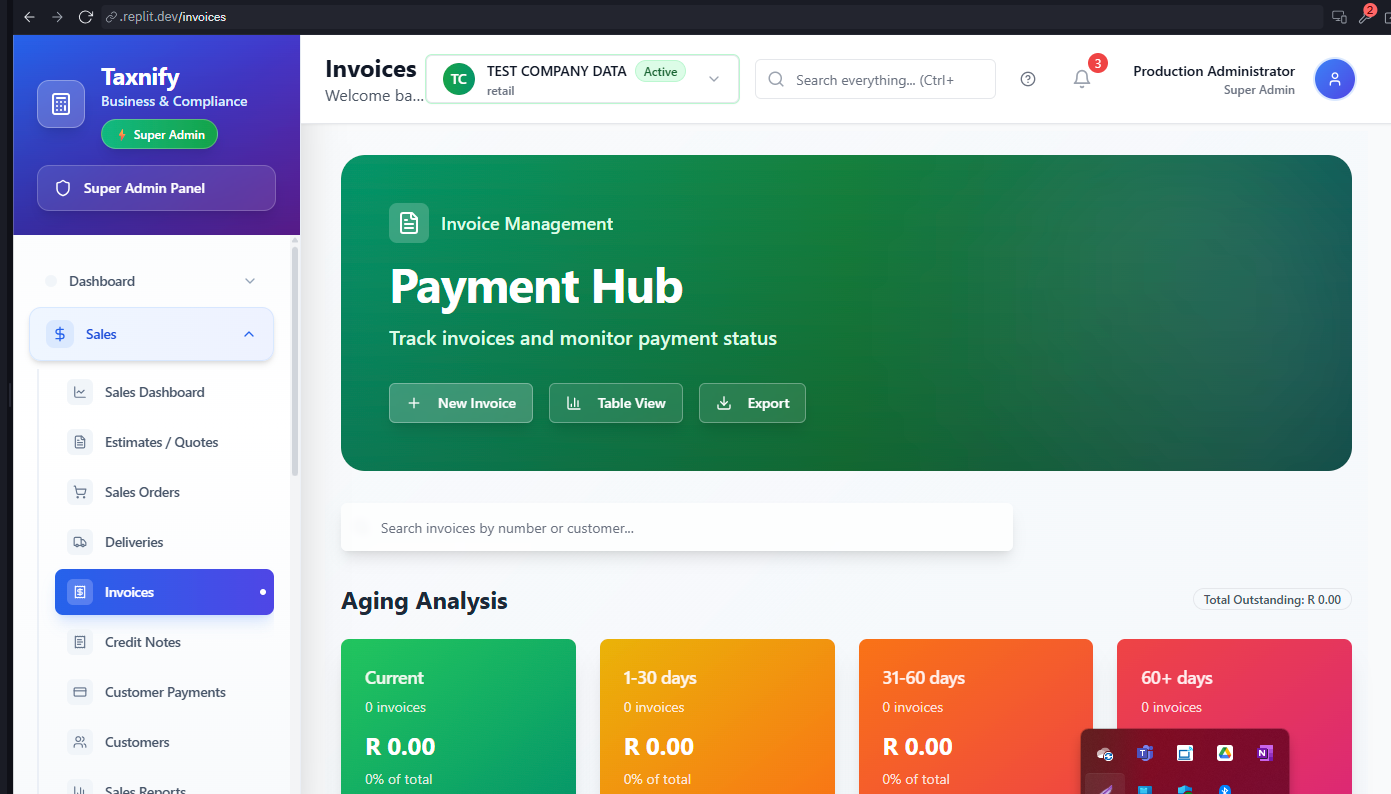 .replit.dev/invoices
2
Taxnify
Business & Compliance
Super Admin
Super Admin Panel
Dashboard
Sales
Sales Dashboard
Estimates / Quotes
Sales Orders
Deliveries
Invoices
Credit Notes
Customer Payments
Customers
Sales Reports
Invoices
Welcome ba...
TC
TEST COMPANY DATA
Active
retail
Search everything... (Ctrl+
3
Production Administrator
Super Admin
Invoice Management
Payment Hub
Track invoices and monitor payment status
New Invoice
Table View
Export
Search invoices by number or customer...
Aging Analysis
Total Outstanding: R 0.00
Current
0 invoices
R 0.00
0% of total
1-30 days
0 invoices
R 0.00
0% of total
31-60 days
0 invoices
R 0.00
0% of total
60+ days
0 invoices